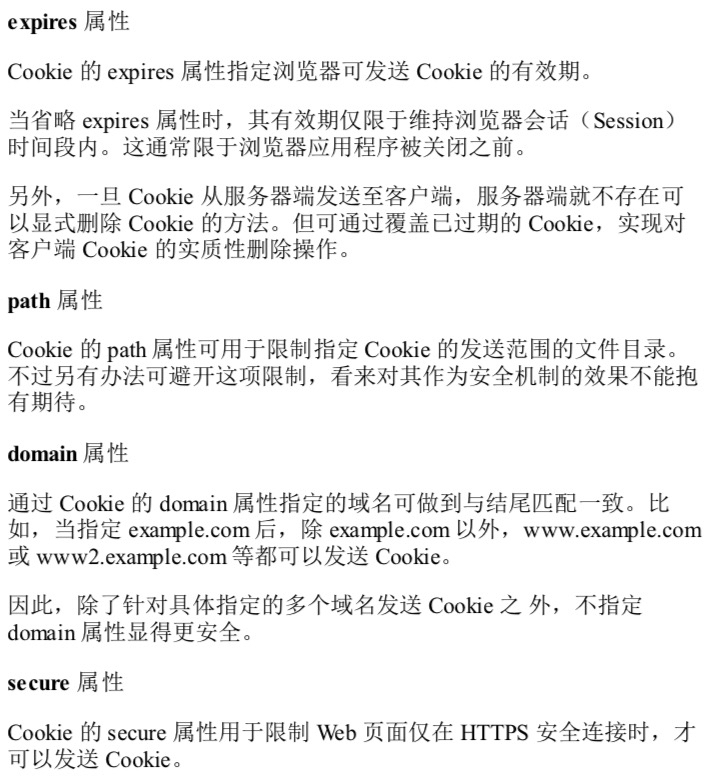 expires 属性
Cookie 的 expires 属性指定浏览器可发送 Cookie 的有效期。
当省略 expires 属性时，其有效期仅限于维持浏览器会话（Session）
时间段内。这通常限于浏览器应用程序被关闭之前。
另外，一旦 Cookie 从服务器端发送至客户端，服务器端就不存在可
以显式删除 Cookie 的方法。但可通过覆盖已过期的 Cookie，实现对
客户端 Cookie 的实质性删除操作。
path 属性
Cookie 的 path 属性可用于限制指定 Cookie 的发送范围的文件目录。
不过另有办法可避开这项限制，看来对其作为安全机制的效果不能抱
有期待。
domain 属性
通过 Cookie 的 domain 属性指定的域名可做到与结尾匹配一致。比
如，当指定 example.com 后，除 example.com 以外，www.example.com
或 www2.example.com 等都可以发送 Cookie。
因此，除了针对具体指定的多个域名发送 Cookie 之 外，不指定
domain 属性显得更安全。
secure 属性
Cookie 的 secure 属性用于限制 Web 页面仅在 HTTPS 安全连接时，才
可以发送 Cookie。